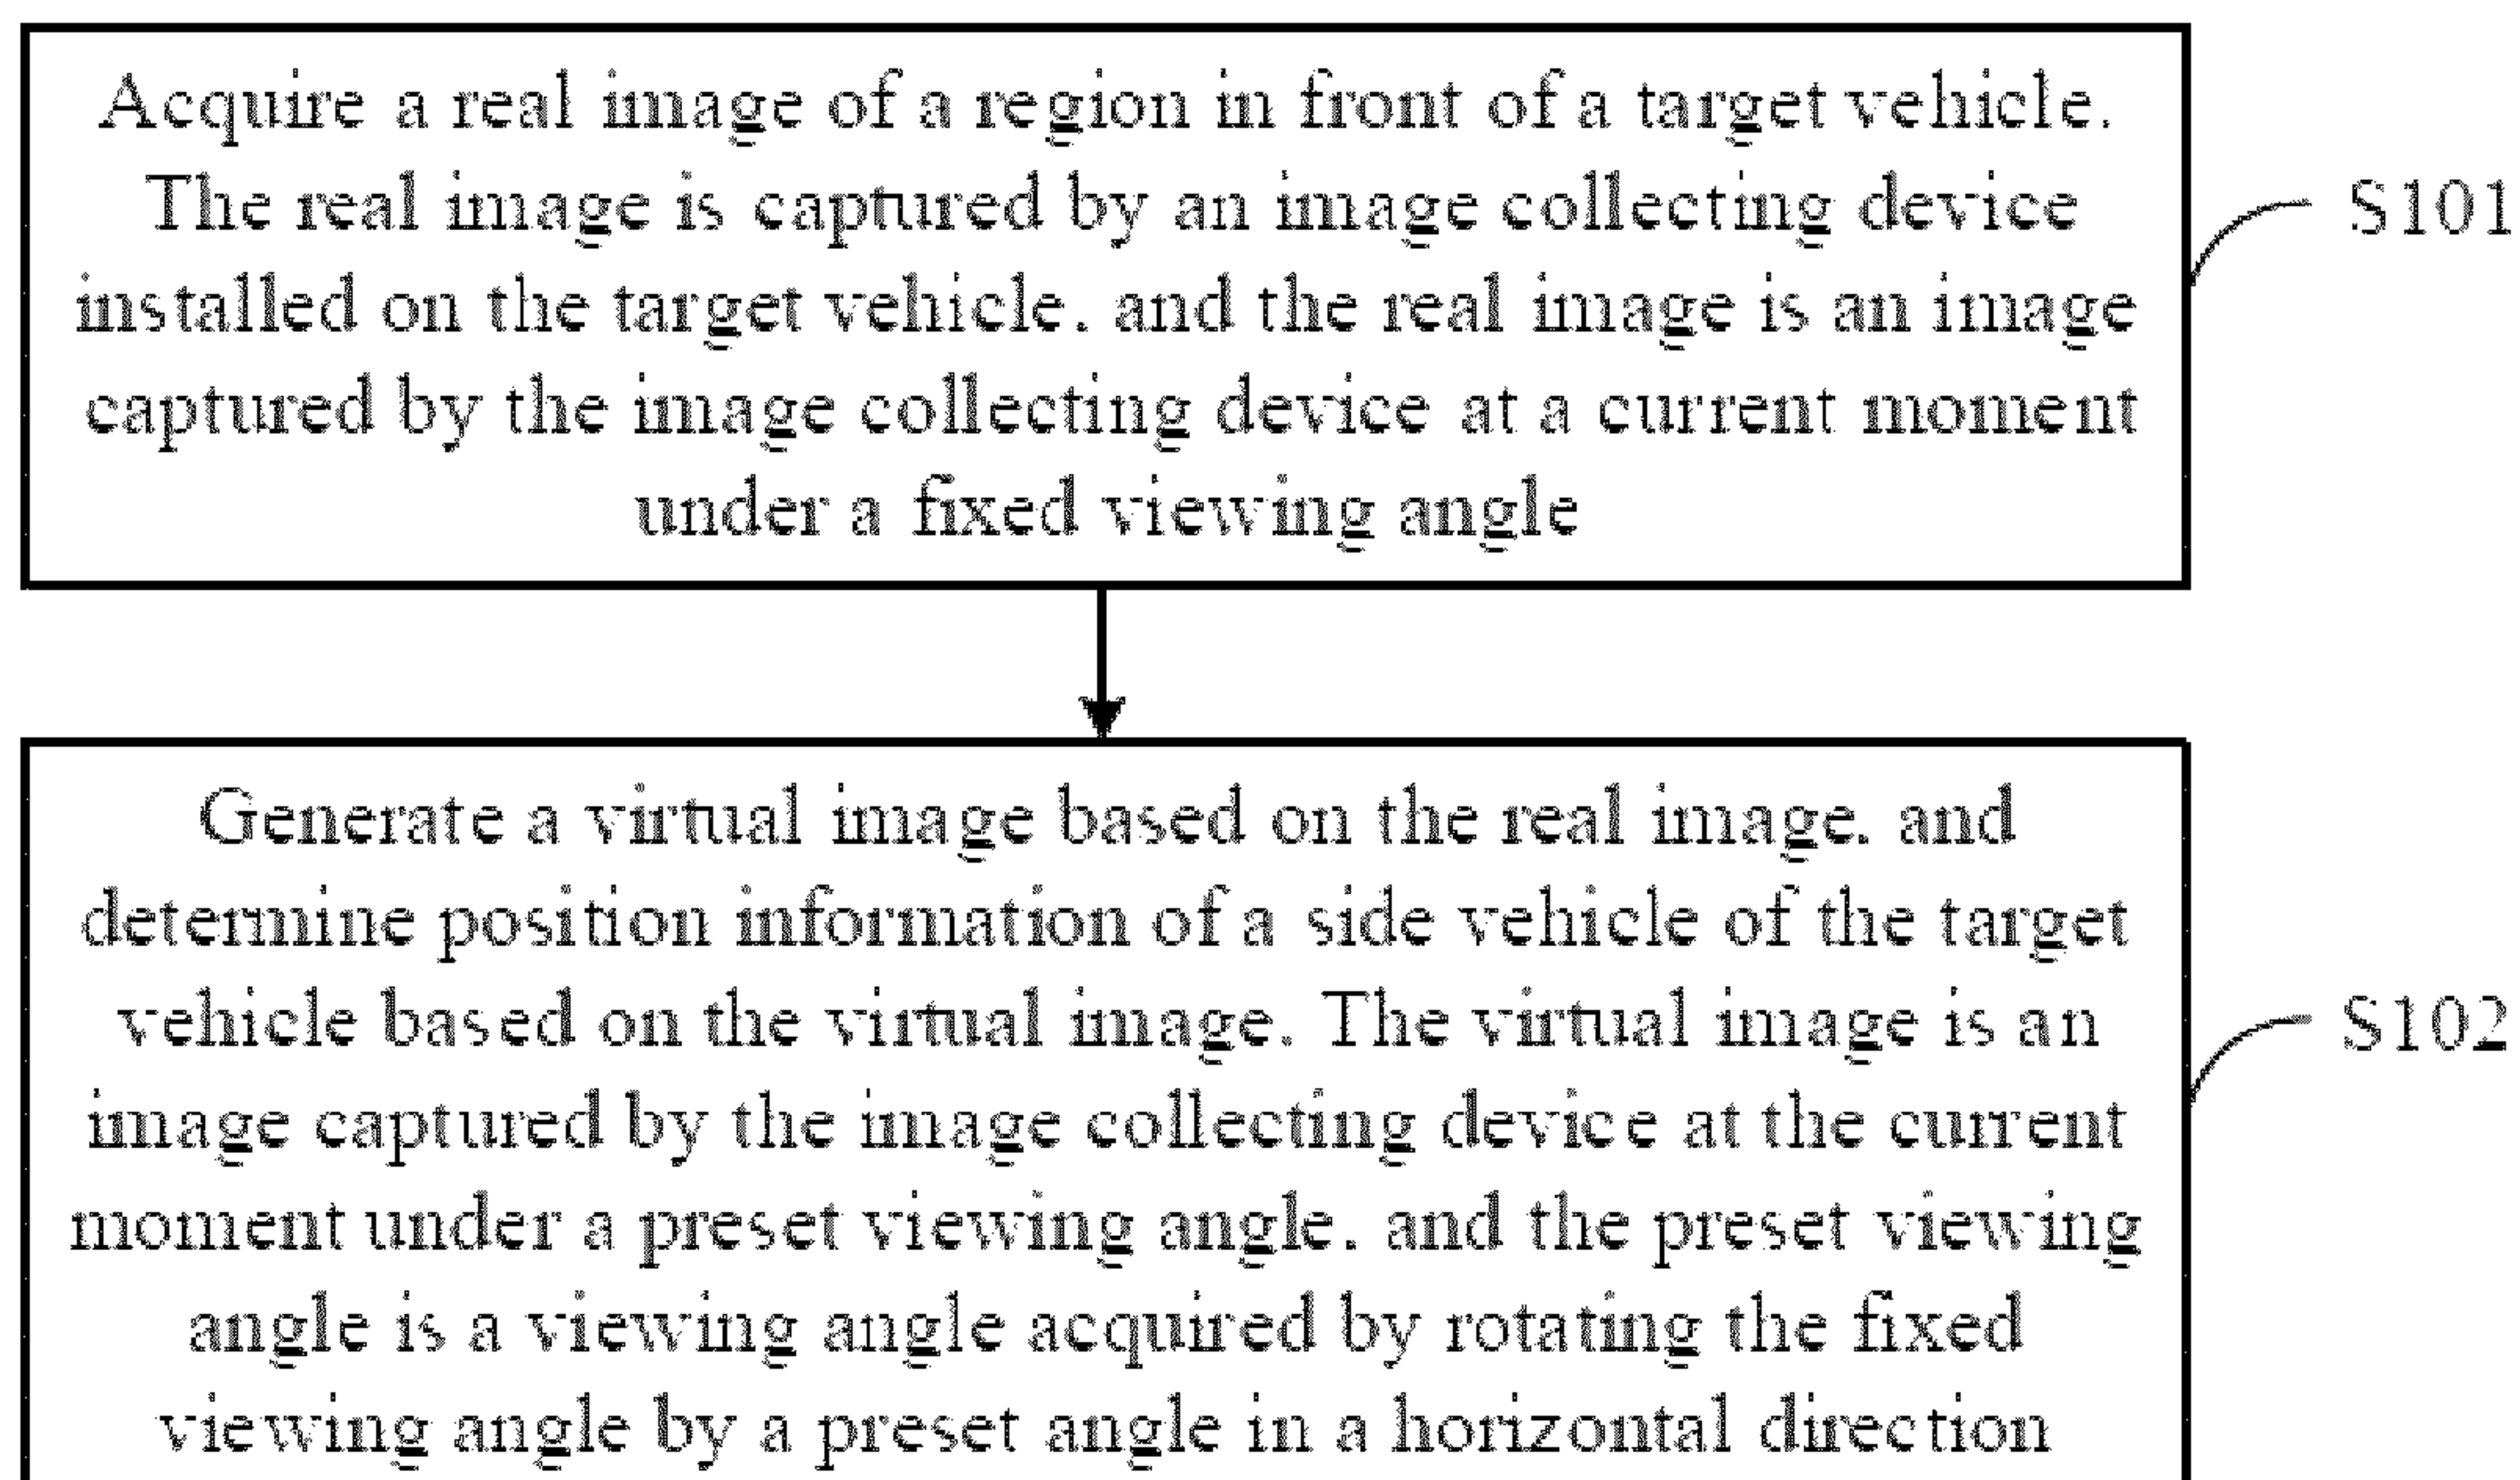 Acquire a real image of a region in front of a target vehicle.
The real image is captured by an image collecting device
installed on the target vehicle. and the real image is an image
captured by the image collecting device at a current moment
under a fixed viewing angle
S101
Generate a virtual image based on the real image. and
determine position information of a side vehicle of the target
vehicle based on the virtual image. The virtual image is an
image captured by the image collecting device at the current
moment under a preset viewing angle. and the preset viewing
angle is a viewing angle acquired by rotating the fixed
viewing angle by a preset angle in a horizontal direction
S102